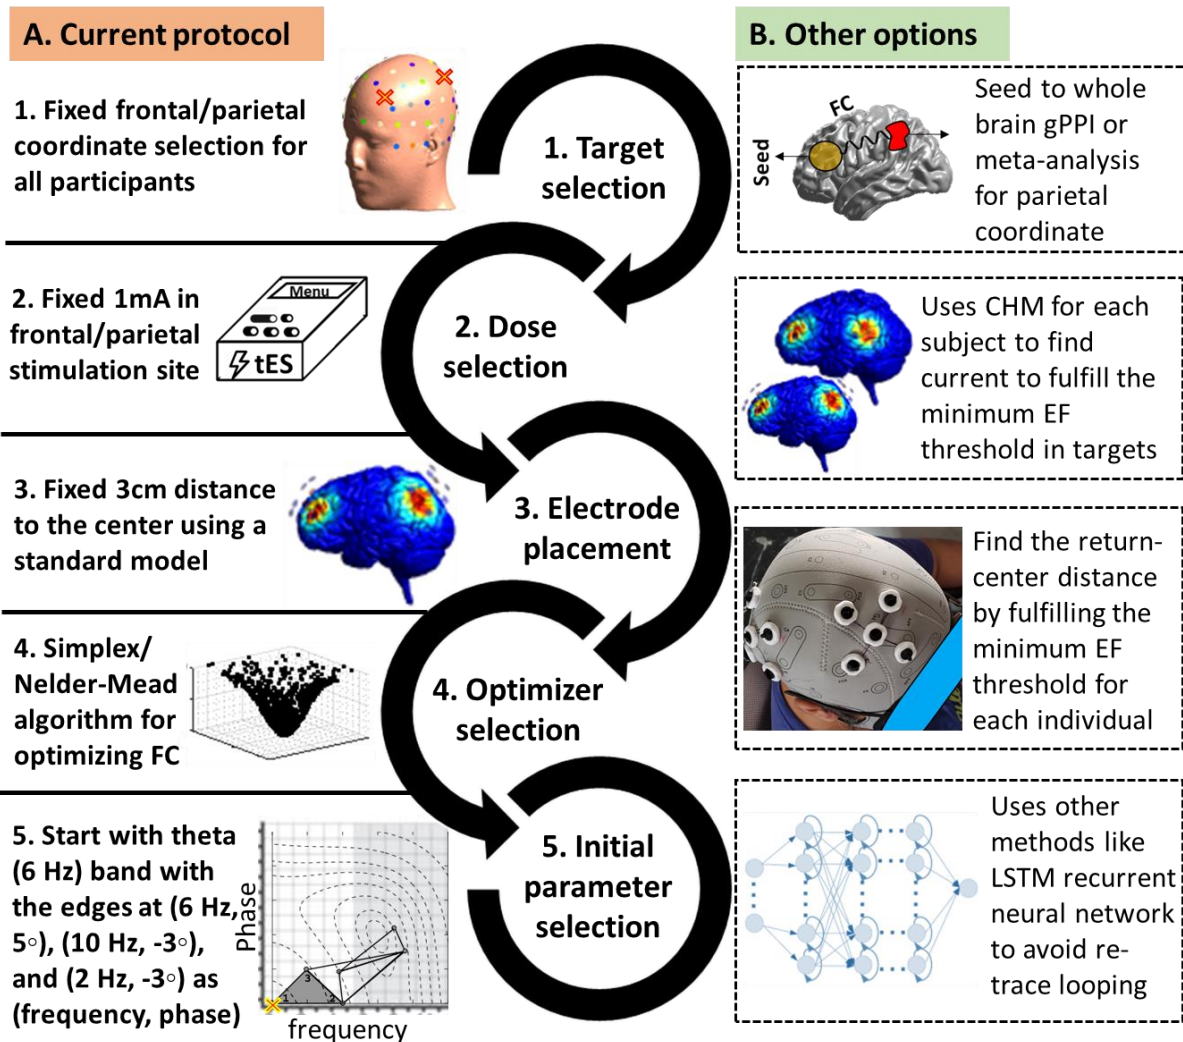 A. Current protocol
1. Fixed frontal/parietal
coordinate selection for
all participants
2. Fixed 1mA in
frontal/parietal
stimulation site
Menu
tES
3. Fixed 3cm distance
to the center using a
standard model
4. Simplex/
Nelder-Mead
algorithm for
optimizing FC
5. Start with theta
(6 Hz) band with
the edges at (6 Hz,
5◦), (10 Hz, -3◦),
and (2 Hz, -3◦) as
(frequency, phase)
Phase
frequency
1
2
3
1. Target
selection
2. Dose
selection
3. Electrode
placement
4. Optimizer
selection
5. Initial
parameter
selection
B. Other options
FC
Seed
Seed to whole
brain gPPI or
meta-analysis
for parietal
coordinate
Uses CHM for each
subject to find
current to fulfill the
minimum EF
threshold in targets
Find the return-
center distance
by fulfilling the
minimum EF
threshold for
each individual
Uses other
methods like
LSTM recurrent
neural network
to avoid re-
trace looping